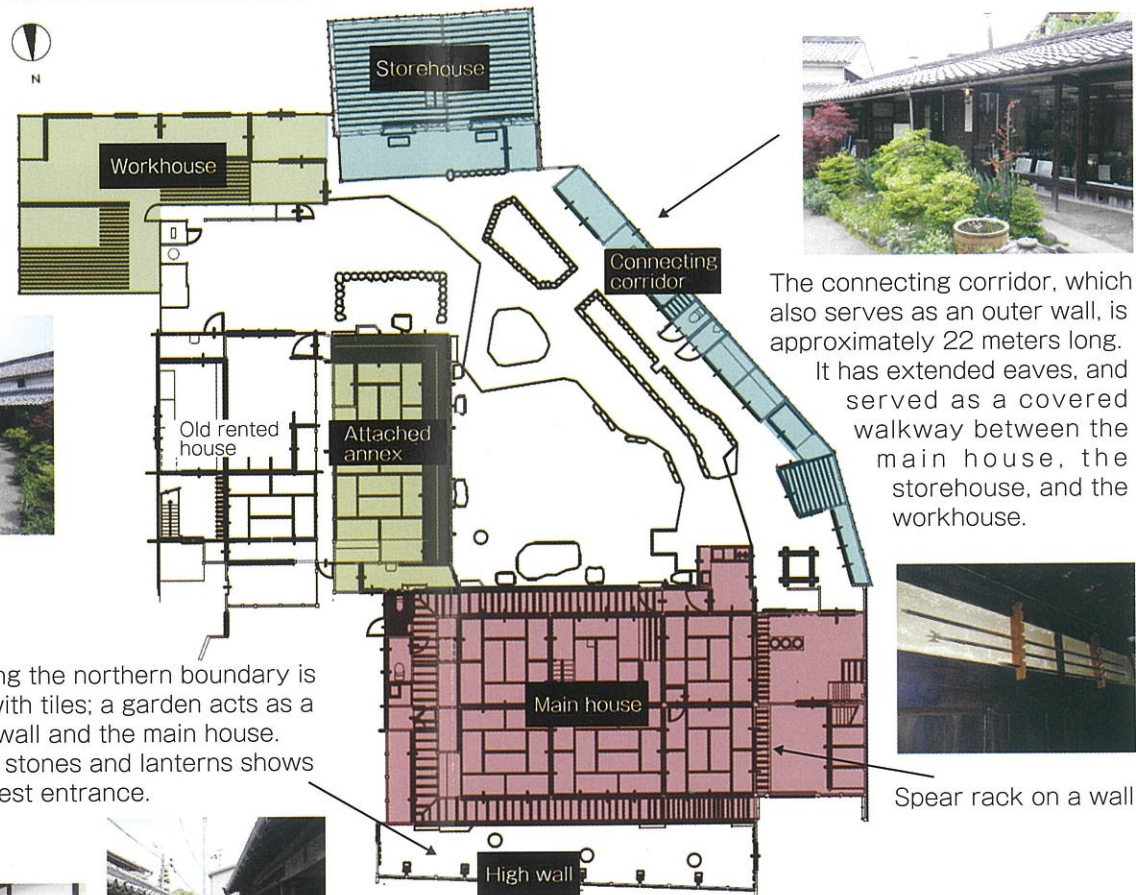 N
Storehouse
Workhouse
Connecting
corridor
The connecting corridor, which
also serves as an outer wall, is
approximately 22 meters long.
It has extended eaves, and
served as a covered
walkway between the
main house, the
storehouse, and the
workhouse.
Old rented
house
Attached
annex
Main house
ng the northern boundary is
with tiles; a garden acts as a
wall and the main house.
stones and lanterns shows
est entrance.
Spear rack on a wall
High wall